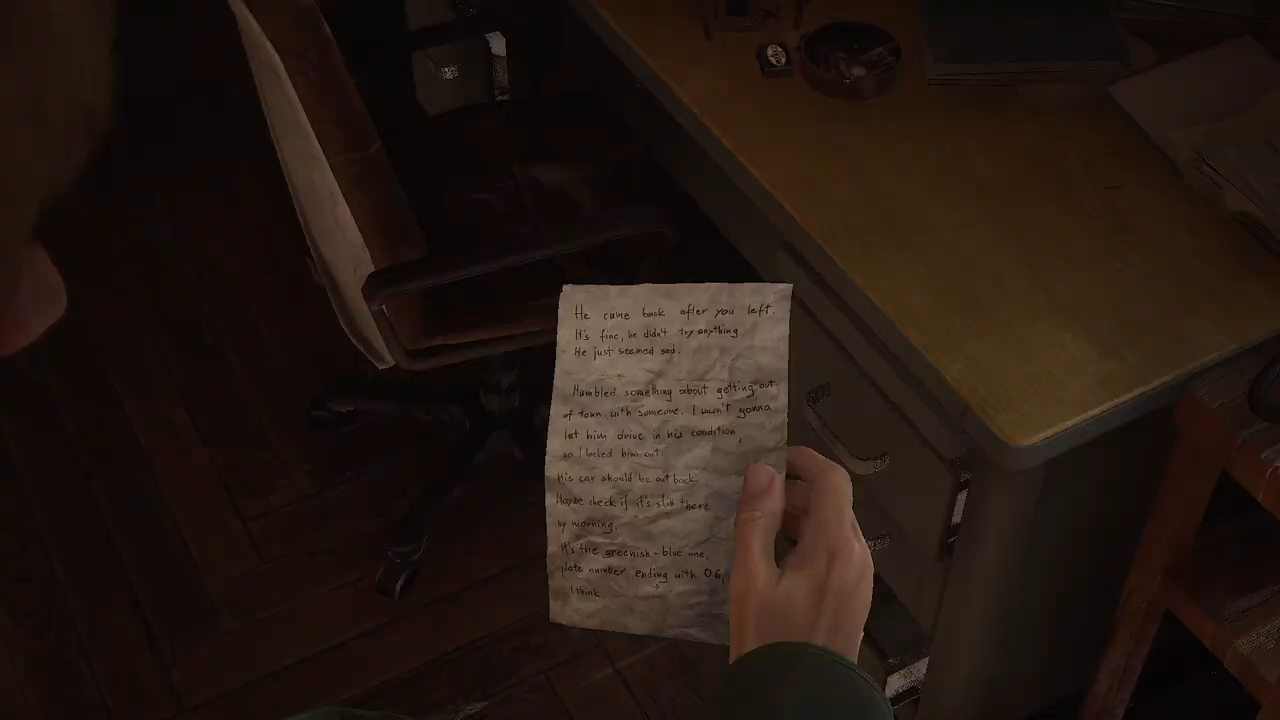 He came back after you left.
It's fine, he didn't try anything
He just seemed sad.
Mumbled something about getting out
of town with someone. I wasn't gonna
let him drive in his condition,
so I locked him out.
His car should be out back.
Maybe check if it's still there
by morning.
It's the greenish-blue one,
plate number ending with 06,
I think